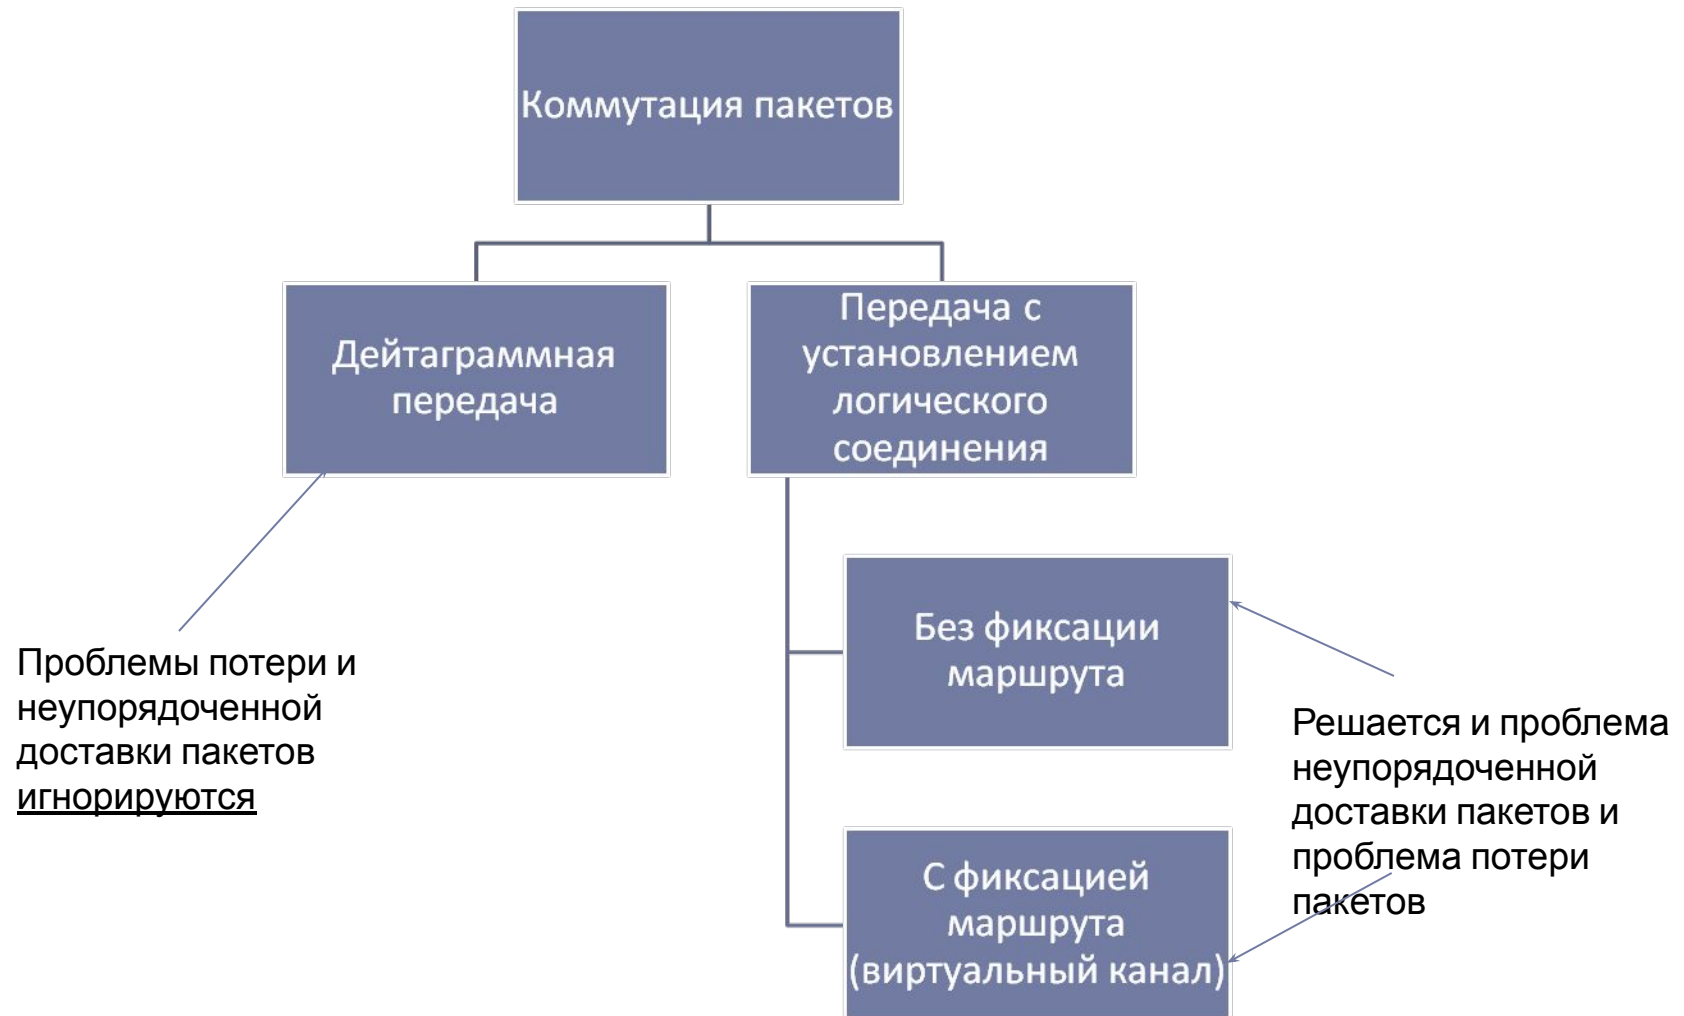 Коммутация пакетов
Дейтаграммная
передача
Передача с
установлением
логического
соединения
Без фиксации
маршрута
С фиксацией
маршрута
(виртуальный канал)
Проблемы потери и
неупорядоченной
доставки пакетов
игнорируются
Решается и проблема
неупорядоченной
доставки пакетов и
проблема потери
пакетов